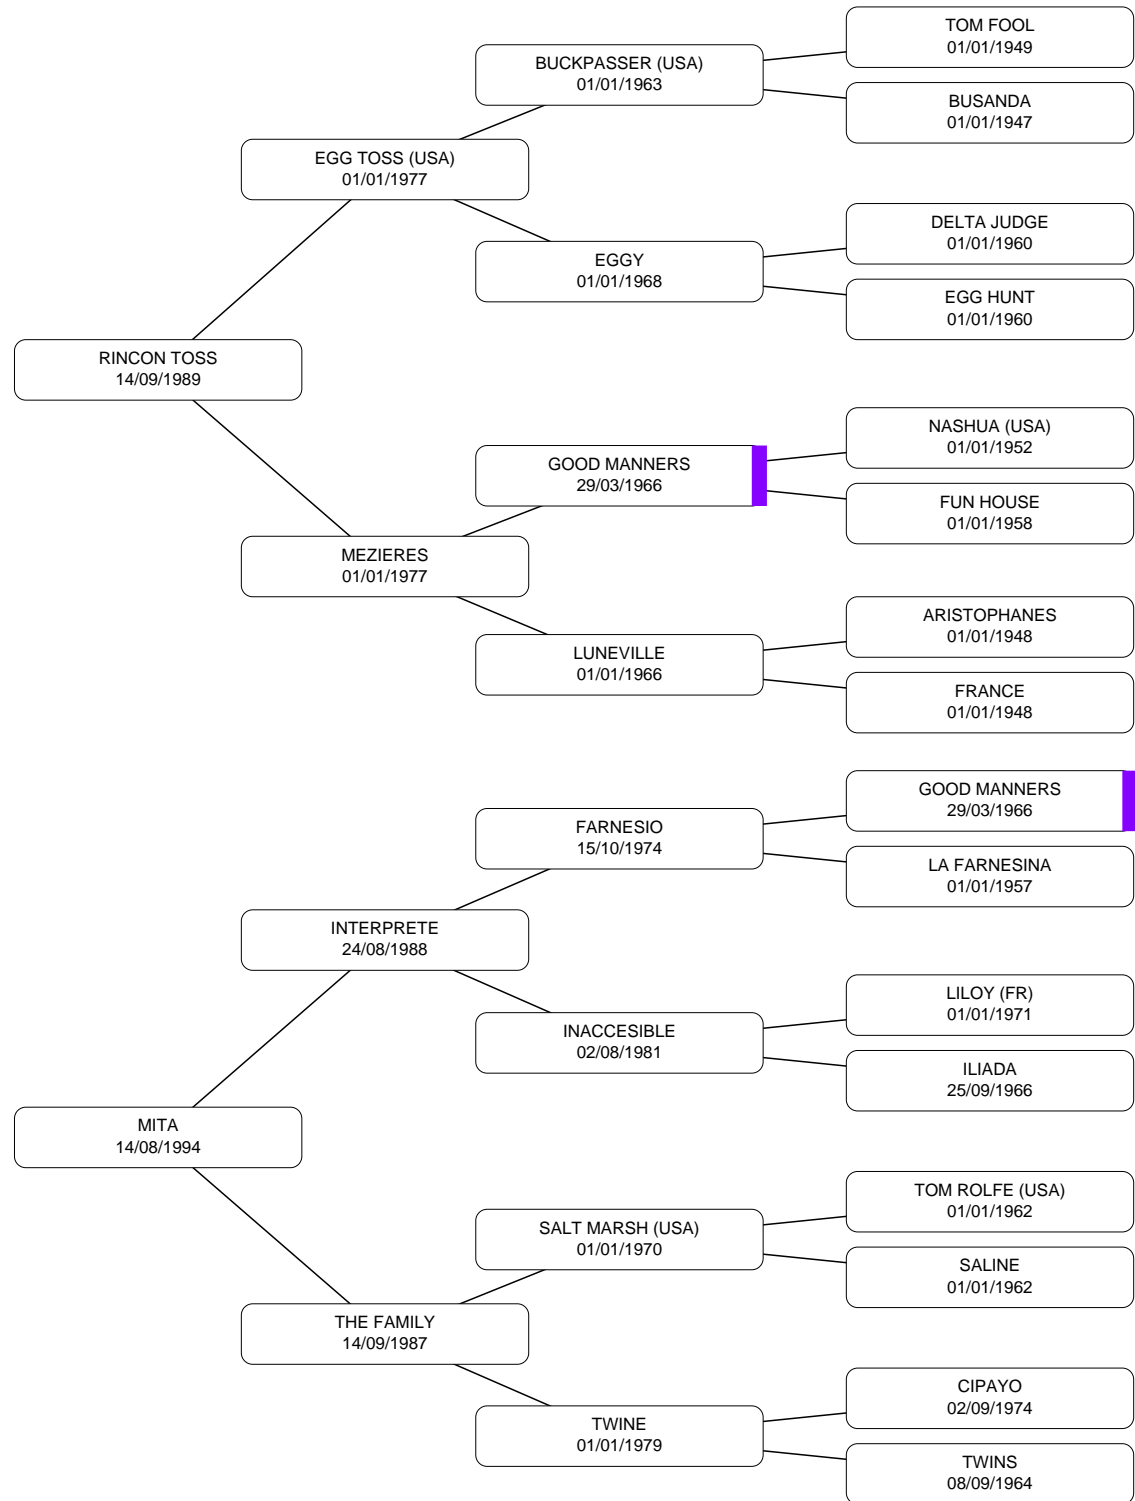 TOM FOOL
01/01/1949
BUCKPASSER (USA)
01/01/1963
BUSANDA
01/01/1947
EGG TOSS (USA)
01/01/1977
DELTA JUDGE
01/01/1960
EGGY
01/01/1968
EGG HUNT
01/01/1960
RINCON TOSS
14/09/1989
NASHUA (USA)
01/01/1952
GOOD MANNERS
29/03/1966
FUN HOUSE
01/01/1958
MEZIERES
01/01/1977
ARISTOPHANES
01/01/1948
LUNEVILLE
01/01/1966
FRANCE
01/01/1948
GOOD MANNERS
29/03/1966
FARNESIO
15/10/1974
LA FARNESINA
01/01/1957
INTERPRETE
24/08/1988
LILOY (FR)
01/01/1971
INACCESIBLE
02/08/1981
ILIADA
25/09/1966
MITA
14/08/1994
TOM ROLFE (USA)
01/01/1962
SALT MARSH (USA)
01/01/1970
SALINE
01/01/1962
THE FAMILY
14/09/1987
CIPAYO
02/09/1974
TWINE
01/01/1979
TWINS
08/09/1964